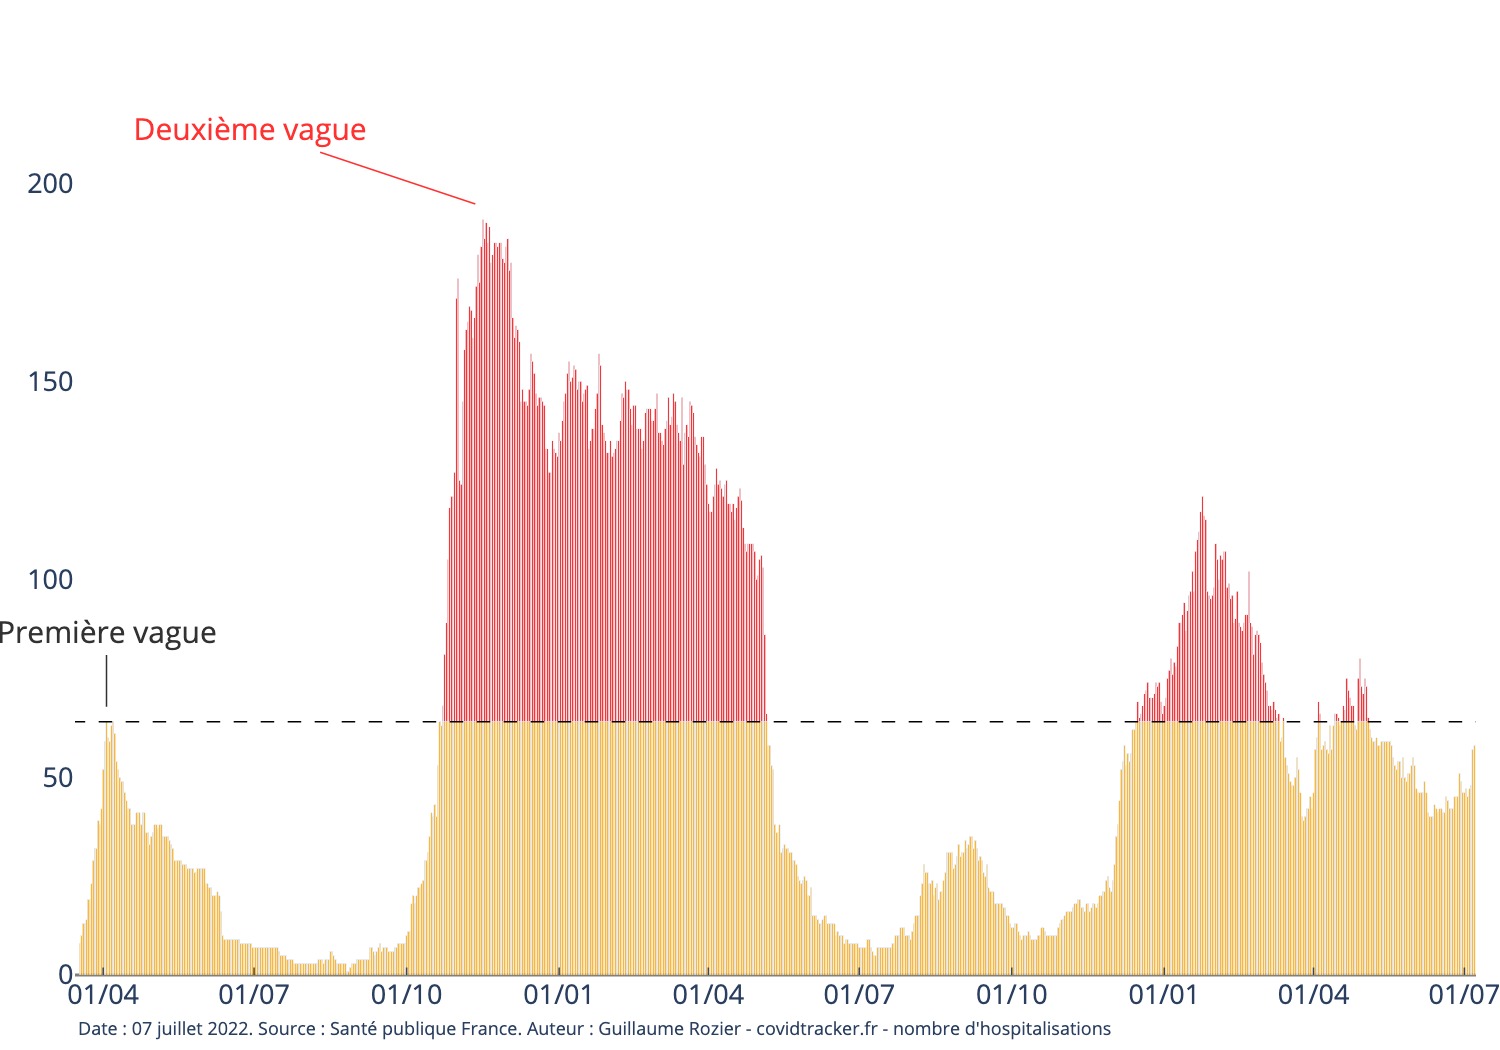 Deuxième vague
200
150
100
Première vague
50
0
01/04 01/07 01/10 01/01 01/04 01/07 01/10 01/01 01/04 01/07
Date : 07 juillet 2022. Source : Santé publique France. Auteur : Guillaume Rozier - covidtracker.fr - nombre d'hospitalisations